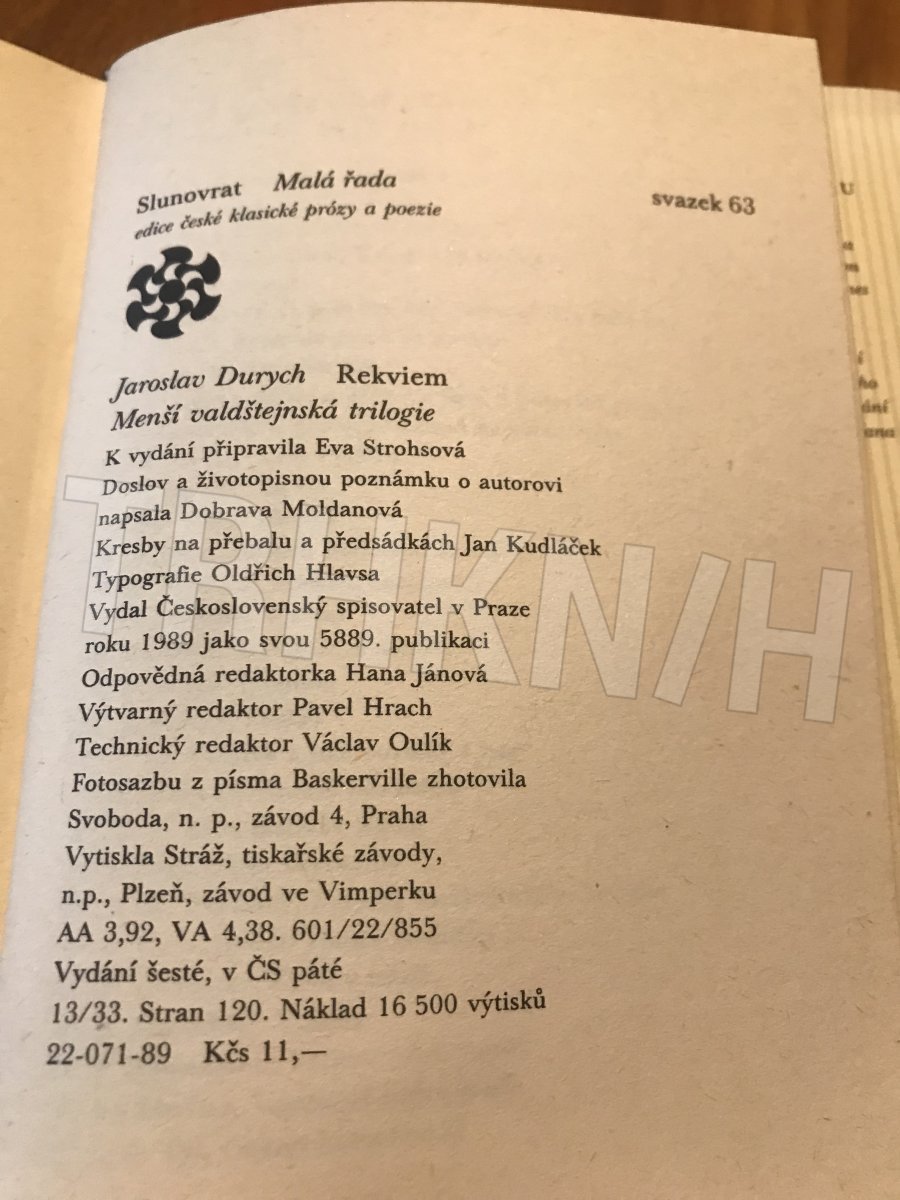 Slunovrat Malá řada svazek 63
edice české klasické prózy a poezie
Jaroslav Durych Rekviem
Menší valdštejnská trilogie
K vydání připravila Eva Strohsová
Doslov a životopisnou poznámku o autorovi
napsala Dobrava Moldanová
Kresby na přebalu a předsádkách Jan Kudláček
Typografie Oldřich Hlavsa
Vydal Československý spisovatel v Praze
roku 1989 jako svou 5889. publikaci
Odpovědná redaktorka Hana Jánová
Výtvarný redaktor Pavel Hrach
Technický redaktor Václav Oulík
Fotosazbu z písma Baskerville zhotovila
Svoboda, n. p., závod 4, Praha
Vytiskla Stráž, tiskařské závody,
n.p., Plzeň, závod ve Vimperku
AA 3,92, VA 4,38. 601/22/855
Vydání šesté, v ČS páté
13/33. Stran 120. Náklad 16 500 výtisků
22-071-89 Kčs 11,—
TRHKN/H